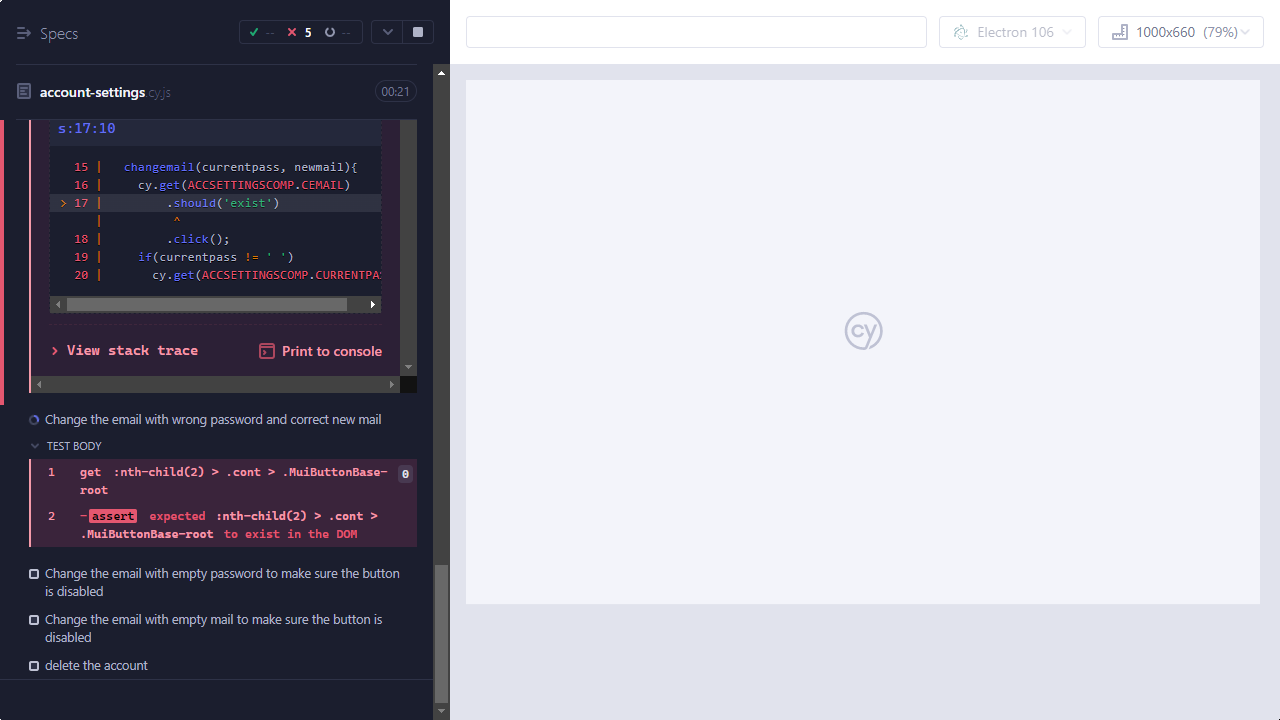 Specs
-- 5 --
Electron 106
1000x660 (79%)
account-settings.cy.js
00:21
s:17:10
15 | changemail(currentpass, newmail){
16 | cy.get(ACCSETTINGSCOMP.CEMAIL)
> 17 | .should('exist')
| ^
18 | .click();
19 | if(currentpass != ' ')
20 | cy.get(ACCSETTINGSCOMP.CURRENTPAS
> View stack trace
Print to console
Change the email with wrong password and correct new mail
TEST BODY
1 get :nth-child(2) > .cont > .MuiButtonBase- 0
root
2 -assert expected :nth-child(2) > .cont >
.MuiButtonBase-root to exist in the DOM
Change the email with empty password to make sure the button
is disabled
Change the email with empty mail to make sure the button is
disabled
delete the account
cy